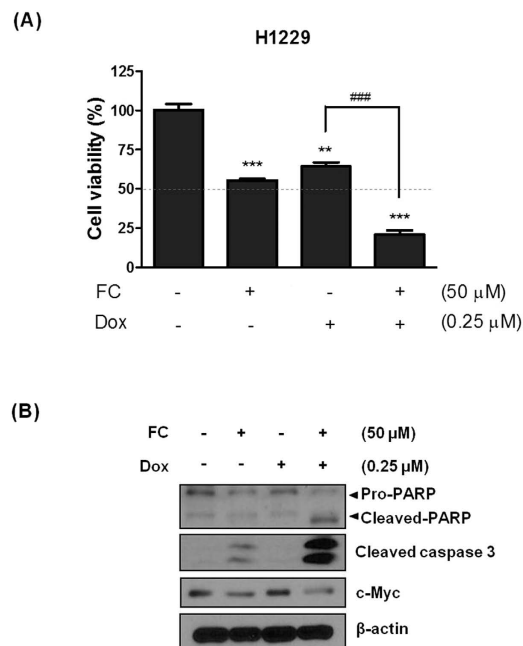 (A)
H1229
Cell viability (%)
125
100
75
50
25
0
***
**
###
***
FC - + - + (50 μM)
Dox - - + + (0.25 μM)
(B)
FC - + - + (50 μM)
Dox - - + + (0.25 μM)
Pro-PARP
Cleaved-PARP
Cleaved caspase 3
c-Myc
β-actin